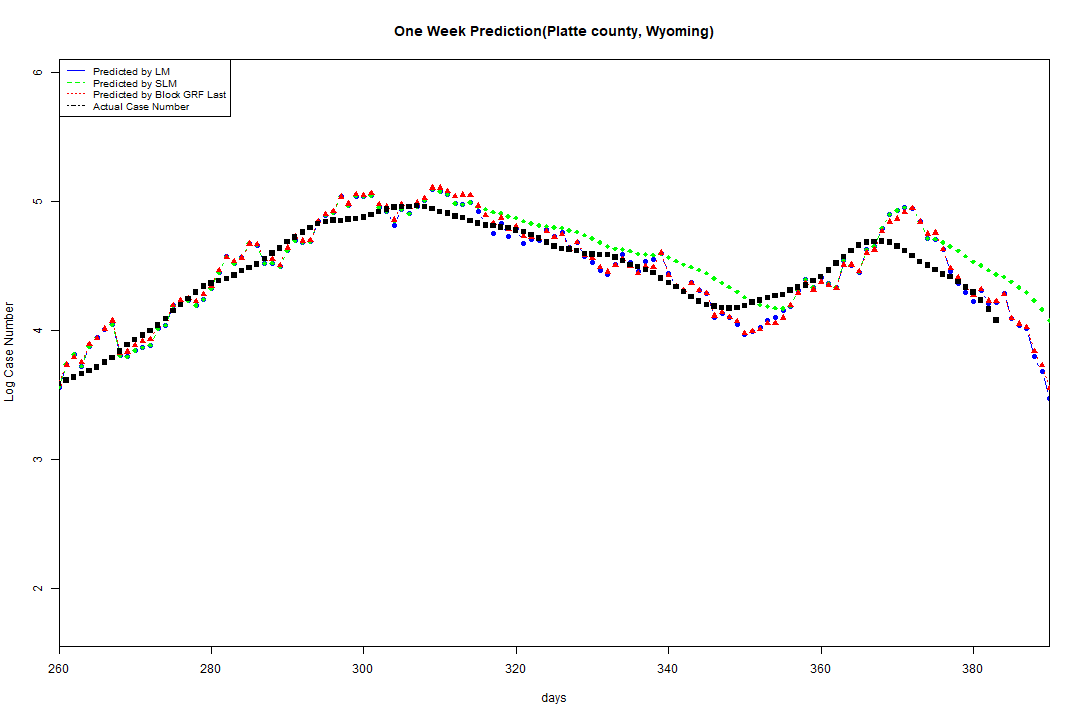 One Week Prediction(Platte county, Wyoming)
Predicted by LM
Predicted by SLM
Predicted by Block GRF Last
Actual Case Number
6
5
4
3
2
Log Case Number
260 280 300 320 340 360 380
days